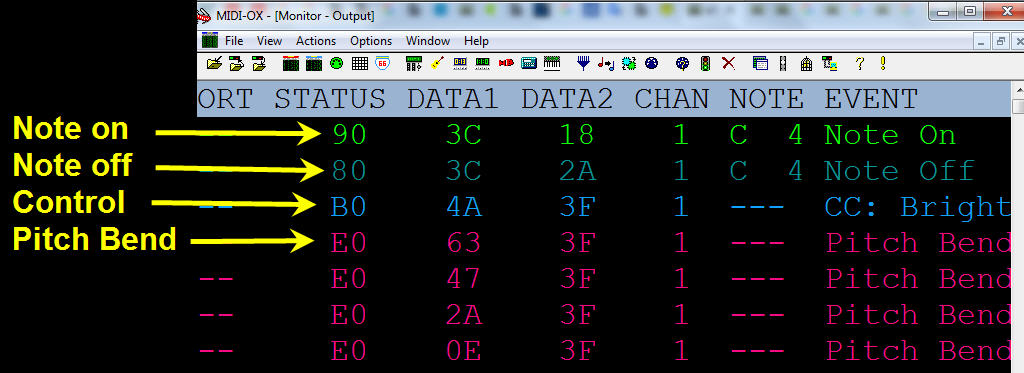 MIDI-OX - [Monitor - Output]
File View Actions Options Window Help
66
ORT STATUS DATA1 DATA2 CHAN NOTE EVENT
Note on 90 3C 18 1 C 4 Note On
Note off 80 3C 2A 1 C 4 Note Off
Control -- B0 4A 3F 1 --- CC: Bright
Pitch Bend E0 63 3F 1 --- Pitch Bend
-- E0 47 3F 1 --- Pitch Bend
-- E0 2A 3F 1 --- Pitch Bend
-- E0 0E 3F 1 --- Pitch Bend